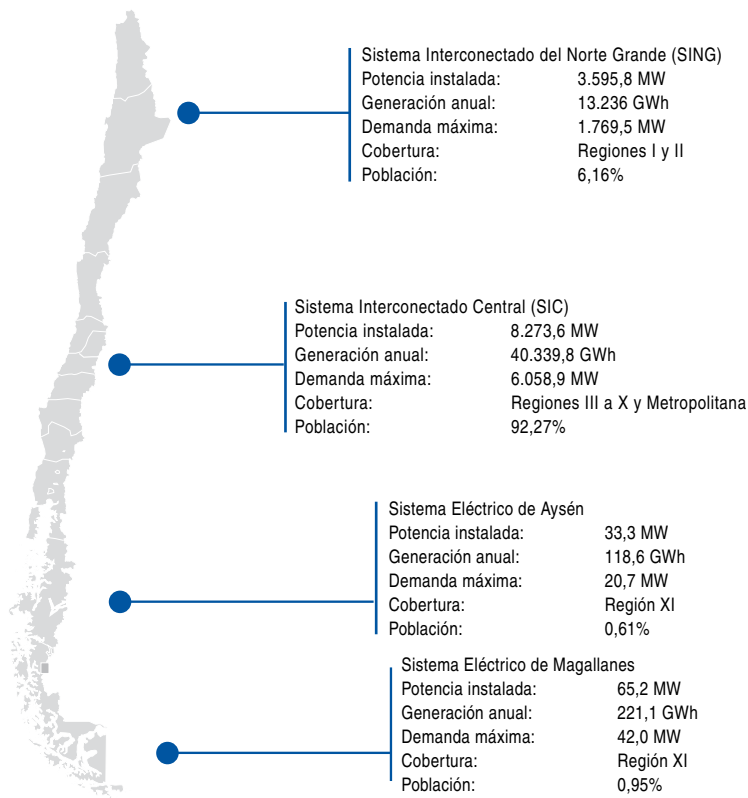 Sistema Interconectado del Norte Grande (SING)
Potencia instalada: 3.595,8 MW
Generación anual: 13.236 GWh
Demanda máxima: 1.769,5 MW
Cobertura: Regiones I y II
Población: 6,16%
Sistema Interconectado Central (SIC)
Potencia instalada: 8.273,6 MW
Generación anual: 40.339,8 GWh
Demanda máxima: 6.058,9 MW
Cobertura: Regiones III a X y Metropolitana
Población: 92,27%
Sistema Eléctrico de Aysén
Potencia instalada: 33,3 MW
Generación anual: 118,6 GWh
Demanda máxima: 20,7 MW
Cobertura: Región XI
Población: 0,61%
Sistema Eléctrico de Magallanes
Potencia instalada: 65,2 MW
Generación anual: 221,1 GWh
Demanda máxima: 42,0 MW
Cobertura: Región XI
Población: 0,95%